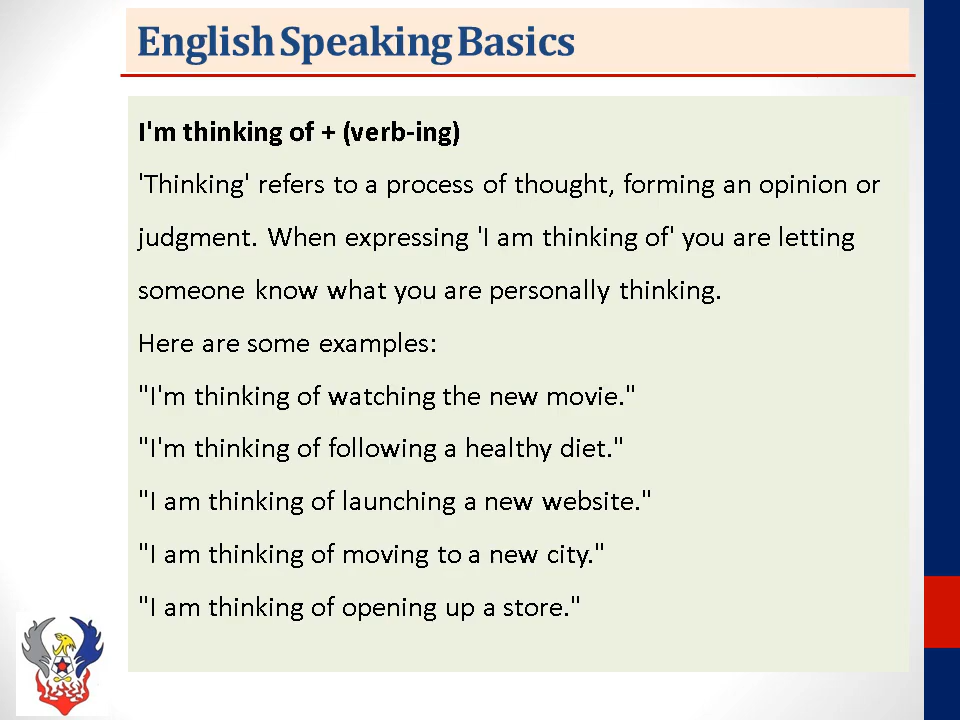 English Speaking Basics
I'm thinking of + (verb-ing)
'Thinking' refers to a process of thought, forming an opinion or
judgment. When expressing 'I am thinking of' you are letting
someone know what you are personally thinking.
Here are some examples:
"I'm thinking of watching the new movie."
"I'm thinking of following a healthy diet."
"I am thinking of launching a new website."
"I am thinking of moving to a new city."
"I am thinking of opening up a store."